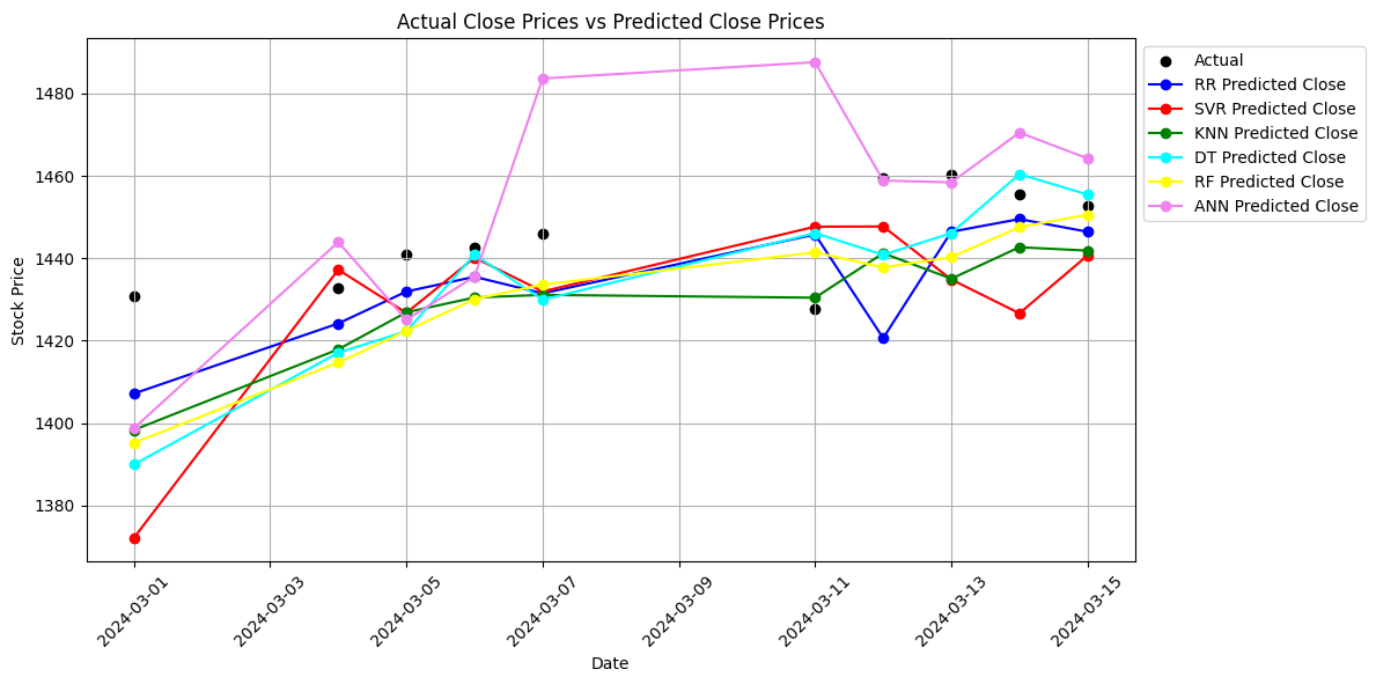 Actual Close Prices vs Predicted Close Prices
Stock Price
1480
1460
1440
1420
1400
1380
2024-03-01
2024-03-03
2024-03-05
2024-03-07
2024-03-09
2024-03-11
2024-03-13
2024-03-15
Date
Actual
RR Predicted Close
SVR Predicted Close
KNN Predicted Close
DT Predicted Close
RF Predicted Close
ANN Predicted Close